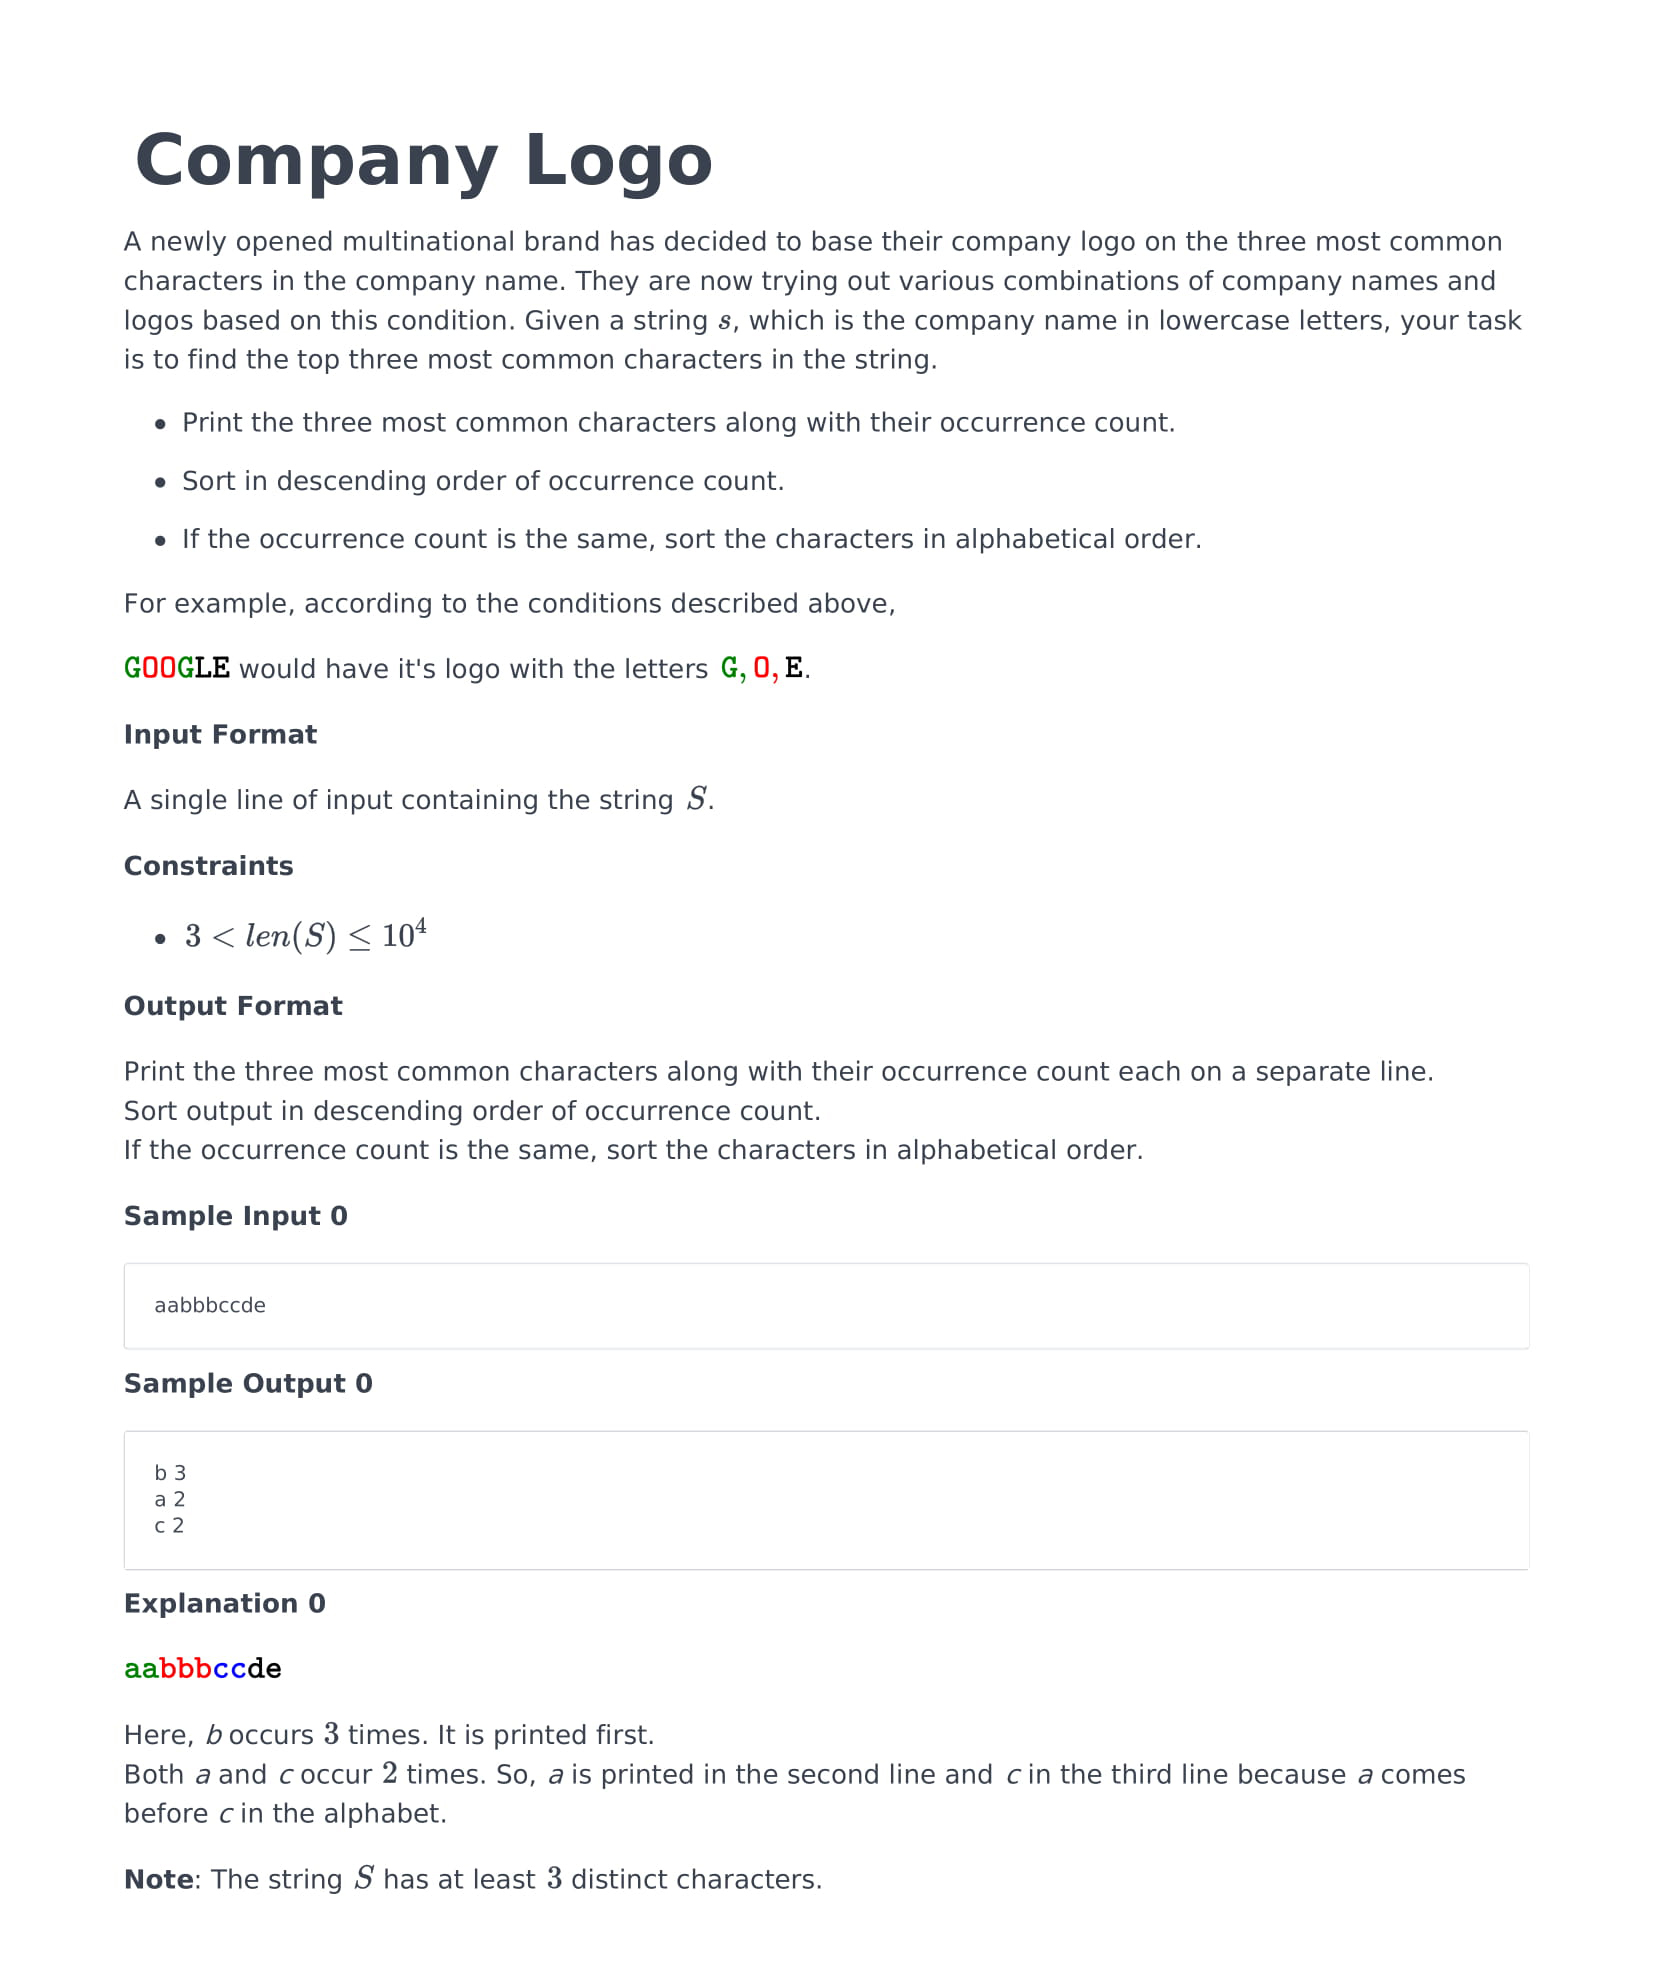 Company Logo
A newly opened multinational brand has decided to base their company logo on the three most common
characters in the company name. They are now trying out various combinations of company names and
logos based on this condition. Given a string s, which is the company name in lowercase letters, your task
is to find the top three most common characters in the string.
• Print the three most common characters along with their occurrence count.
• Sort in descending order of occurrence count.
• If the occurrence count is the same, sort the characters in alphabetical order.
For example, according to the conditions described above,
GOOGLE would have it's logo with the letters G, O, E.
Input Format
A single line of input containing the string S.
Constraints
• 3 < len(S) ≤ 10⁴
Output Format
Print the three most common characters along with their occurrence count each on a separate line.
Sort output in descending order of occurrence count.
If the occurrence count is the same, sort the characters in alphabetical order.
Sample Input 0
aabbbccde
Sample Output 0
b 3
a 2
c 2
Explanation 0
aabbbccde
Here, b occurs 3 times. It is printed first.
Both a and c occur 2 times. So, a is printed in the second line and c in the third line because a comes
before c in the alphabet.
Note: The string S has at least 3 distinct characters.